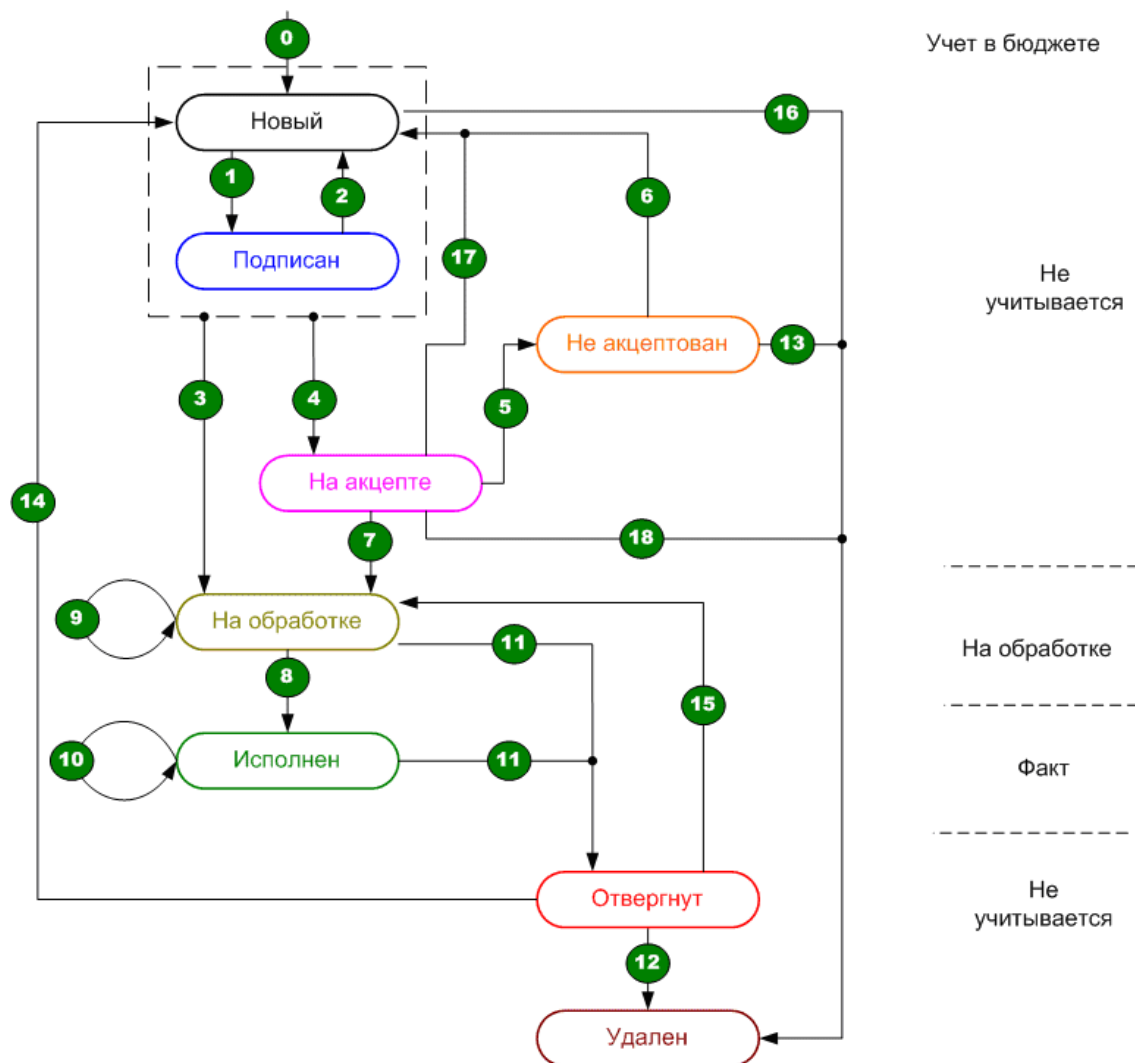 0
Учет в бюджете
Новый
16
1
2
6
Подписан
17
Не
учитывается
Не акцептован
13
3
4
5
На акцепте
14
7
18
9
На обработке
11
На обработке
8
15
10
Исполнен
11
Факт
Отвергнут
Не
учитывается
12
Удален